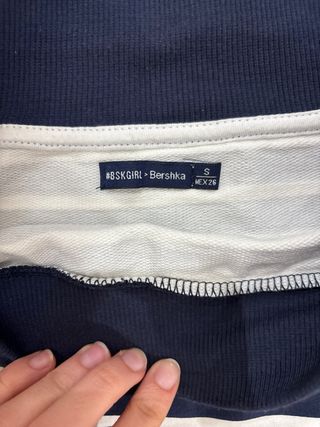 #BSKGIRL > Bershka
S
MEX 26